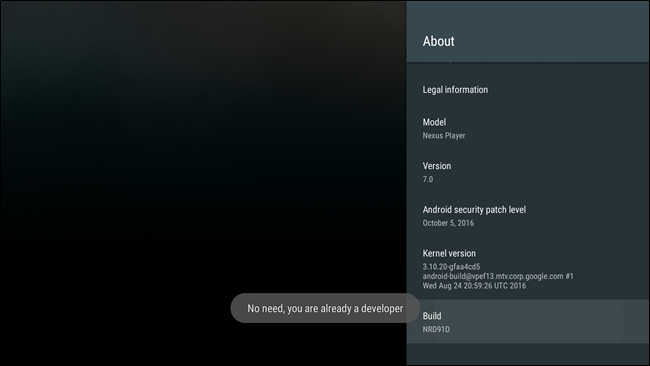 About
Legal information
Model
Nexus Player
Version
7.0
Android security patch level
October 5, 2016
Kernel version
3.10.20-gfaa4cd5
android-build@vpef13.mtv.corp.google.com #1
Wed Aug 24 20:59:26 UTC 2016
No need, you are already a developer
Build
NRD91D